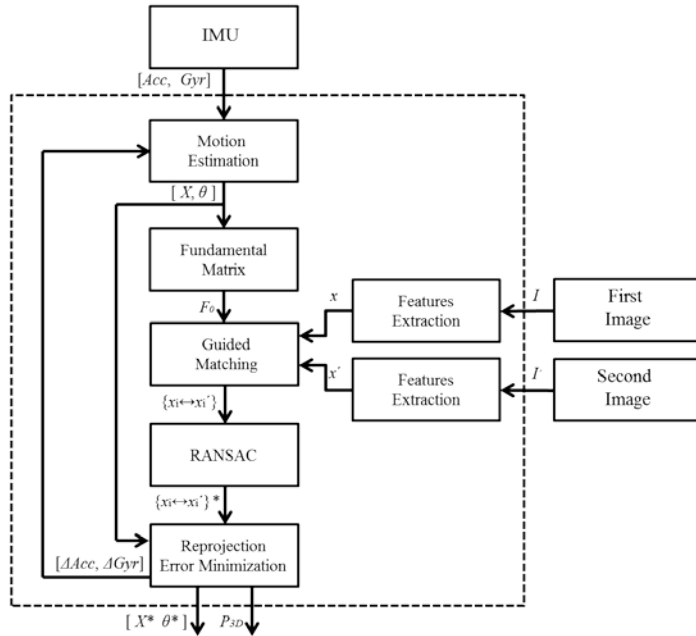 IMU
[Acc, Gyr]
Motion
Estimation
[ X, θ ]
Fundamental
Matrix
F₀
x
Features
Extraction
I
First
Image
Guided
Matching
x´
Features
Extraction
I´
Second
Image
{xi↔xi´}
RANSAC
{xi↔xi´}*
Reprojection
Error Minimization
[ΔAcc, ΔGyr]
[ X* θ* ]
P3D